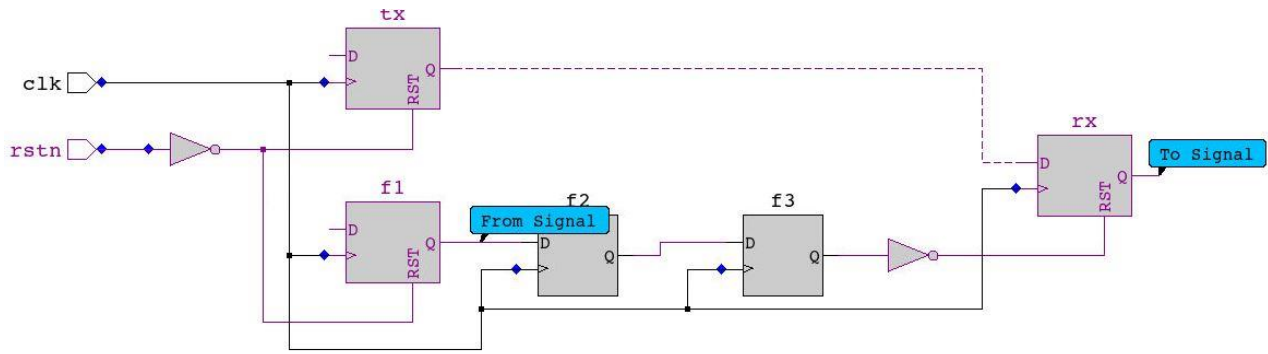 tx
D
Q
RST
clk
rstn
rx
D
Q
RST
To Signal
f1
D
Q
RST
From Signal
f2
D
Q
f3
D
Q